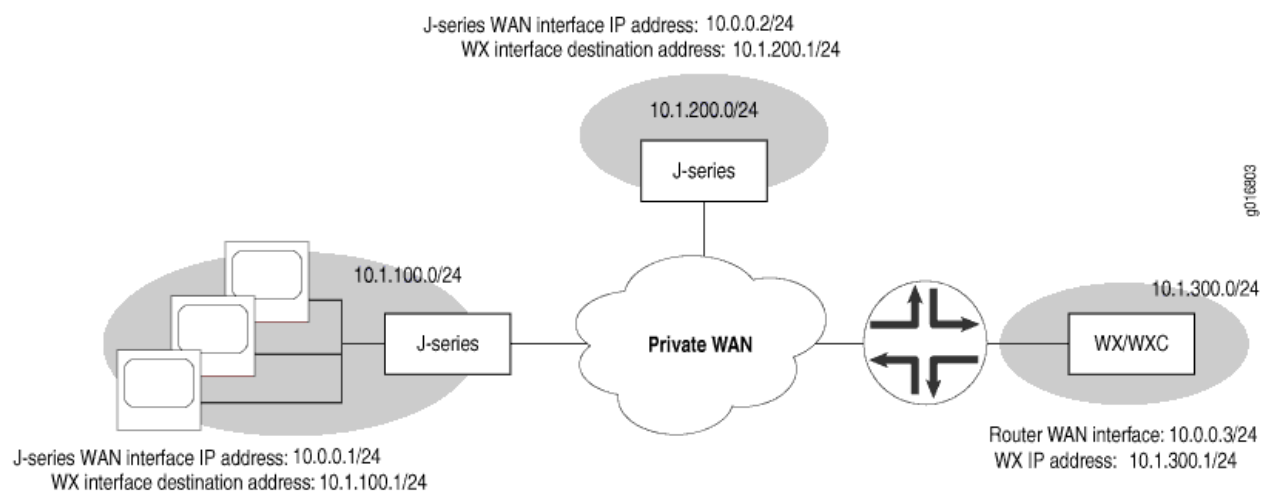 J-series WAN interface IP address: 10.0.0.2/24
WX interface destination address: 10.1.200.1/24
10.1.200.0/24
J-series
g016803
10.1.100.0/24
10.1.300.0/24
J-series
Private WAN
WX/WXC
Router WAN interface: 10.0.0.3/24
WX IP address: 10.1.300.1/24
J-series WAN interface IP address: 10.0.0.1/24
WX interface destination address: 10.1.100.1/24